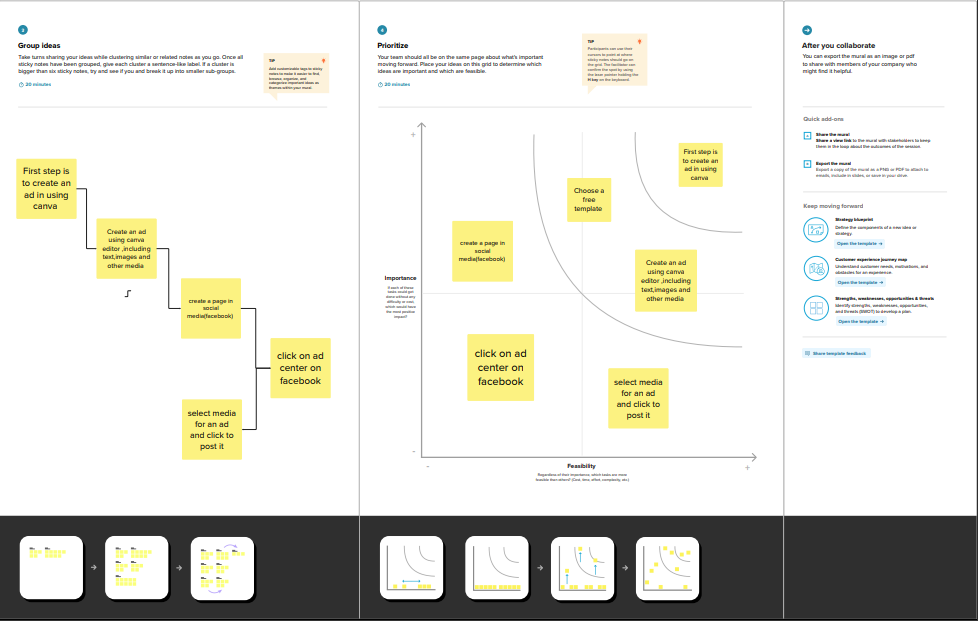 3
Group ideas
Take turns sharing your ideas while clustering similar or related notes as you go. Once all
sticky notes have been grouped, give each cluster a sentence-like label. If a cluster is
bigger than six sticky notes, try and see if you and break it up into smaller sub-groups.
20 minutes
TIP
Add customizable tags to sticky
notes to make it easier to find,
browse, organize, and
categorize important ideas as
themes within your mural.
First step is
to create an
ad in using
canva
Create an ad
using canva
editor ,including
text,images and
other media
create a page in
social
media(facebook)
click on ad
center on
facebook
select media
for an ad
and click to
post it
4
Prioritize
Your team should all be on the same page about what's important
moving forward. Place your ideas on this grid to determine which
ideas are important and which are feasible.
20 minutes
TIP
Participants can use their
cursors to point at where
sticky notes should go on
the grid. The facilitator can
confirm the spot by using
the laser pointer holding the
H key on the keyboard.
+
First step is
to create an
ad in using
canva
Choose a
free
template
create a page in
social
media(facebook)
Create an ad
using canva
editor ,including
text,images and
other media
Importance
If each of these
tasks could get
done without any
difficulty or cost,
which would have
the most positive
impact?
click on ad
center on
facebook
select media
for an ad
and click to
post it
-
-
Feasibility
+
Regardless of their importance, which tasks are more
feasible than others? (Cost, time, effort, complexity, etc.)
After you collaborate
You can export the mural as an image or pdf
to share with members of your company who
might find it helpful.
Quick add-ons
Share the mural
Share a view link to the mural with stakeholders to keep
them in the loop about the outcomes of the session.
Export the mural
Export a copy of the mural as a PNG or PDF to attach to
emails, include in slides, or save in your drive.
Keep moving forward
Strategy blueprint
Define the components of a new idea or
strategy.
Open the template →
Customer experience journey map
Understand customer needs, motivations, and
obstacles for an experience.
Open the template →
Strengths, weaknesses, opportunities & threats
Identify strengths, weaknesses, opportunities,
and threats (SWOT) to develop a plan.
Open the template →
Share template feedback